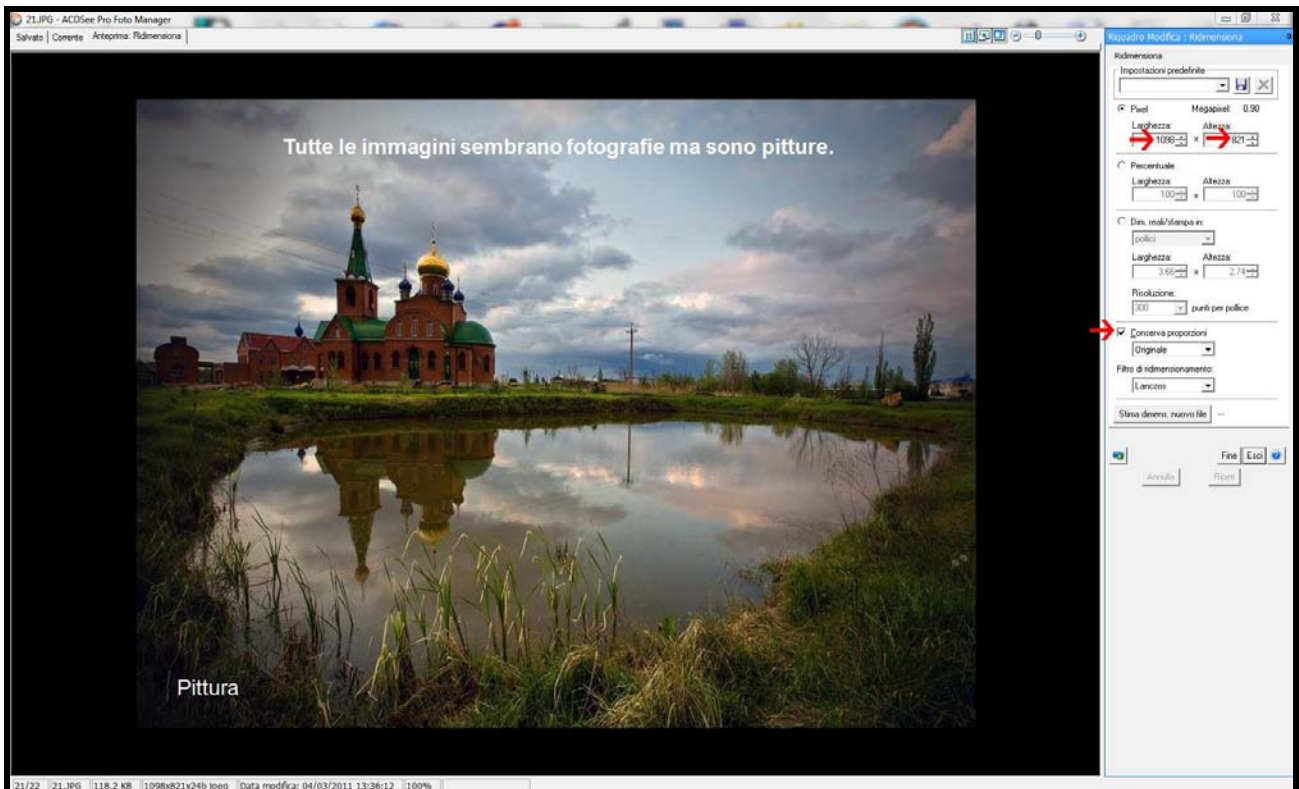 21.JPG - ACDSee Pro Foto Manager
Salvato Corrente Anteprima: Ridimensiona
Riquadro Modifica : Ridimensiona
Ridimensiona
Impostazioni predefinite
Pixel Megapixel: 0.90
Larghezza: Altezza:
1098 x 821
Percentuale
Larghezza: Altezza:
100 x 100
Dim. reali/stampa in:
pollici
Larghezza: Altezza:
3.66 x 2.74
Risoluzione:
300 punti per pollice
Conserva proporzioni
Originale
Filtro di ridimensionamento:
Lanczos
Stima dimens. nuovo file ---
Fine Esci
Annulla Ripeti
Tutte le immagini sembrano fotografie ma sono pitture.
Pittura
21/22 21.JPG 118.2 KB 1098x821x24b jpeg Data modifica: 04/03/2011 13:36:12 100%